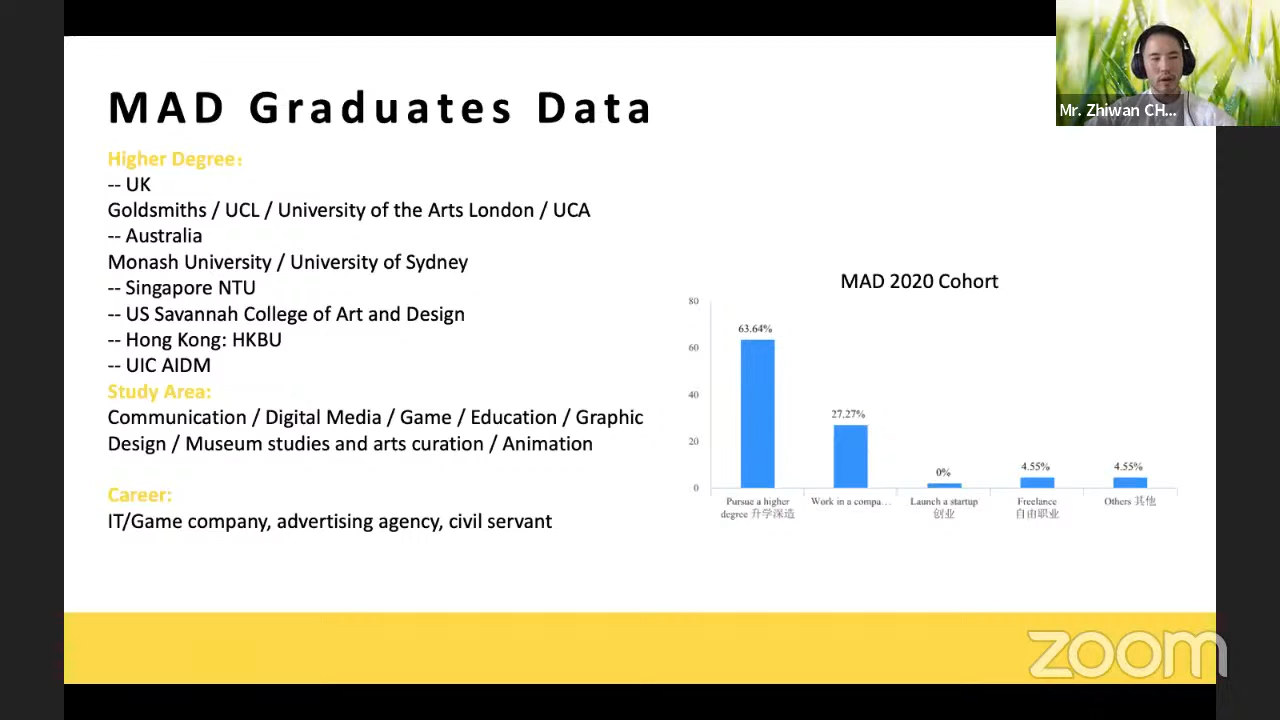 MAD Graduates Data
Higher Degree：
-- UK
Goldsmiths / UCL / University of the Arts London / UCA
-- Australia
Monash University / University of Sydney
-- Singapore NTU
-- US Savannah College of Art and Design
-- Hong Kong: HKBU
-- UIC AIDM
Study Area:
Communication / Digital Media / Game / Education / Graphic
Design / Museum studies and arts curation / Animation
Career:
IT/Game company, advertising agency, civil servant
MAD 2020 Cohort
80
60
40
20
0
63.64%
27.27%
0%
4.55%
4.55%
Pursue a higher
degree 升学深造
Work in a compa...
Launch a startup
创业
Freelance
自由职业
Others 其他
Mr. Zhiwan CH...
zoom